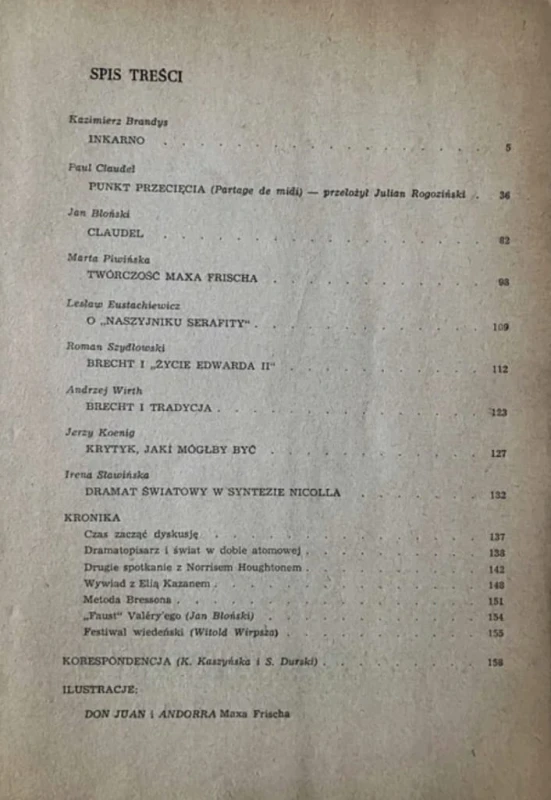 SPIS TREŚCI
Kazimierz Brandys
INKARNO . . . . . . . . . . . . . . . 5
Paul Claudel
PUNKT PRZECIĘCIA (Partage de midi) — przełożył Julian Rogoziński . 36
Jan Błoński
CLAUDEL . . . . . . . . . . . . . . . 82
Marta Piwińska
TWÓRCZOŚĆ MAXA FRISCHA . . . . . . . . . . 98
Lesław Eustachiewicz
O „NASZYJNIKU SERAFITY" . . . . . . . . . . . 109
Roman Szydłowski
BRECHT I „ŻYCIE EDWARDA II" . . . . . . . . . 112
Andrzej Wirth
BRECHT I TRADYCJA . . . . . . . . . . . . 123
Jerzy Koenig
KRYTYK, JAKI MÓGŁBY BYĆ . . . . . . . . . . 127
Irena Sławińska
DRAMAT ŚWIATOWY W SYNTEZIE NICOLLA . . . . . . 132
KRONIKA
Czas zacząć dyskusję . . . . . . . . . . . . 137
Dramatopisarz i świat w dobie atomowej . . . . . . . . 138
Drugie spotkanie z Norrisem Houghtonem . . . . . . . . 142
Wywiad z Elią Kazanem . . . . . . . . . . . . 148
Metoda Bressona . . . . . . . . . . . . . . 151
„Faust" Valéry'ego (Jan Błoński) . . . . . . . . . . 154
Festiwal wiedeński (Witold Wirpsza) . . . . . . . . . 155
KORESPONDENCJA (K. Kaszyńska i S. Durski) . . . . . . . . 158
ILUSTRACJE:
DON JUAN i ANDORRA Maxa Frischa